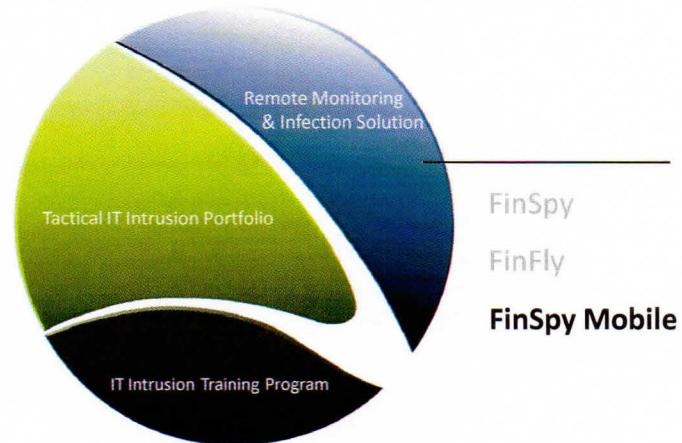 Remote Monitoring
& Infection Solution
Tactical IT Intrusion Portfolio
FinSpy
FinFly
FinSpy Mobile
IT Intrusion Training Program